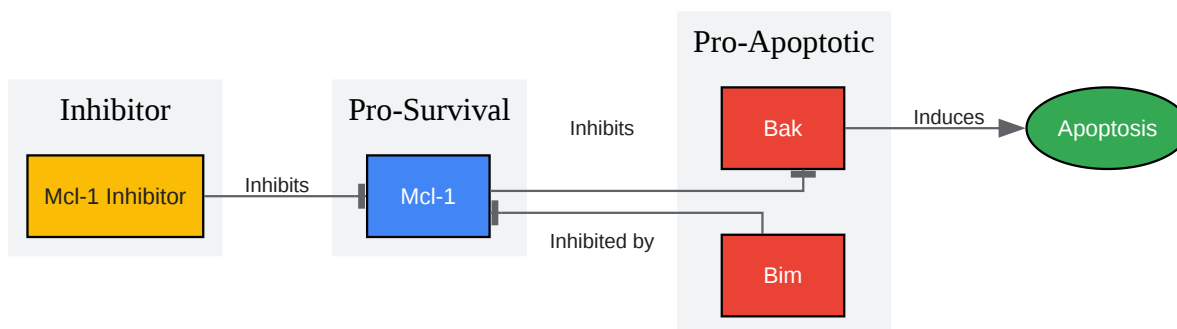 Inhibitor
Mcl-1 Inhibitor
Inhibits
Pro-Survival
Mcl-1
Inhibits
Inhibited by
Pro-Apoptotic
Bak
Bim
Induces
Apoptosis